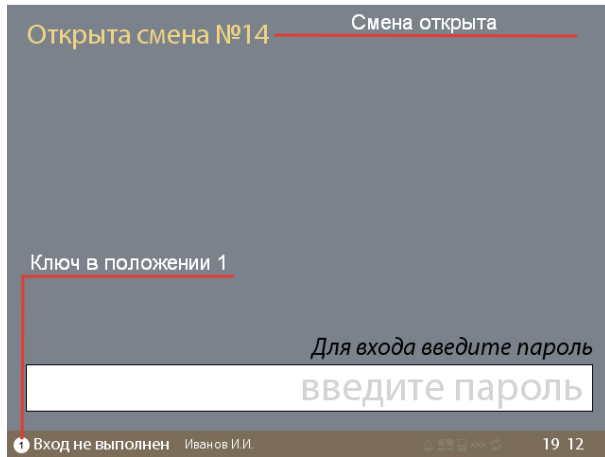 Открыта смена №14
Смена открыта
Ключ в положении 1
Для входа введите пароль
введите пароль
1 Вход не выполнен Иванов И.И. 19 12